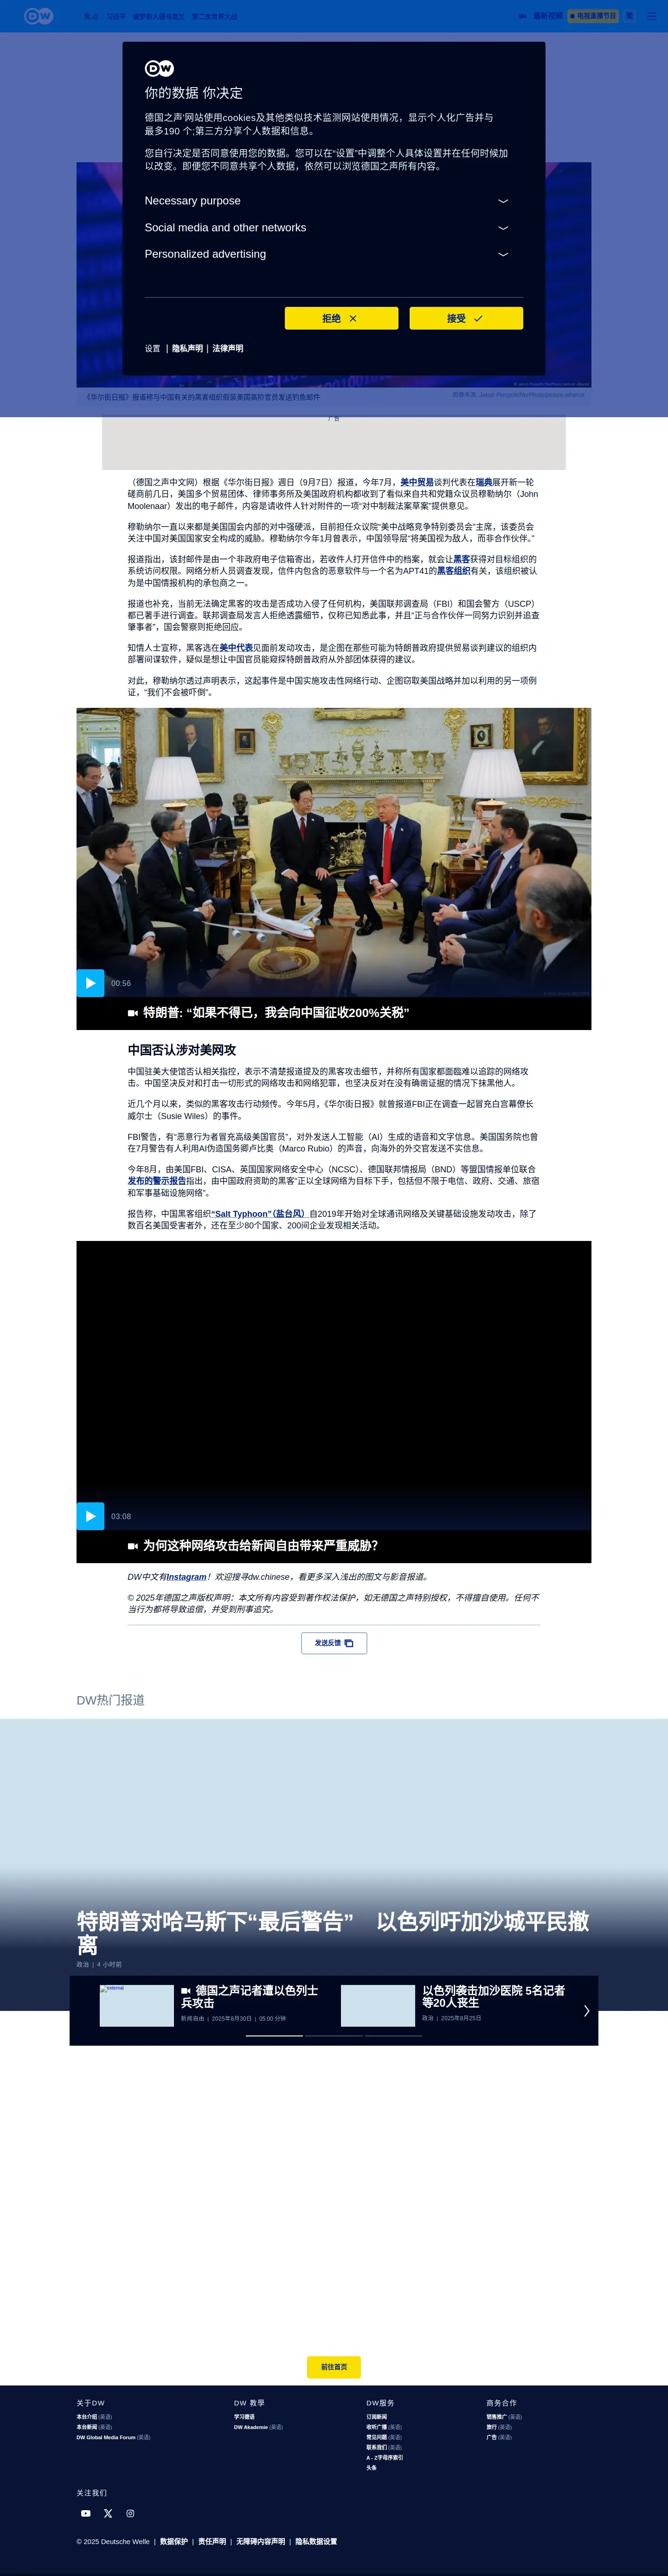 DW
焦点 习近平 俄罗斯入侵乌克兰 第二次世界大战
最新视频
电视直播节目
繁
DW
你的数据 你决定
德国之声'网站使用cookies及其他类似技术监测网站使用情况，显示个人化广告并与
最多190 个;第三方分享个人数据和信息。
您自行决定是否同意使用您的数据。您可以在“设置”中调整个人具体设置并在任何时候加
以改变。即便您不同意共享个人数据，依然可以浏览德国之声所有内容。
Necessary purpose
Social media and other networks
Personalized advertising
拒绝
接受
设置 | 隐私声明 | 法律声明
《华尔街日报》报道称与中国有关的黑客组织假装美国高阶官员发送钓鱼邮件
图像来源: Jakub Porzycki/NurPhoto/picture alliance
广告
（德国之声中文网）根据《华尔街日报》週日（9月7日）报道，今年7月，美中贸易谈判代表在瑞典展开新一轮
磋商前几日，美国多个贸易团体、律师事务所及美国政府机构都收到了看似来自共和党籍众议员穆勒纳尔（John
Moolenaar）发出的电子邮件，内容是请收件人针对附件的一项“对中制裁法案草案”提供意见。
穆勒纳尔一直以来都是美国国会内部的对中强硬派，目前担任众议院“美中战略竞争特别委员会”主席，该委员会
关注中国对美国国家安全构成的威胁。穆勒纳尔今年1月曾表示，中国领导层“将美国视为敌人，而非合作伙伴。”
报道指出，该封邮件是由一个非政府电子信箱寄出，若收件人打开信件中的档案，就会让黑客获得对目标组织的
系统访问权限。网络分析人员调查发现，信件内包含的恶意软件与一个名为APT41的黑客组织有关，该组织被认
为是中国情报机构的承包商之一。
报道也补充，当前无法确定黑客的攻击是否成功入侵了任何机构，美国联邦调查局（FBI）和国会警方（USCP）
都已著手进行调查。联邦调查局发言人拒绝透露细节，仅称已知悉此事，并且“正与合作伙伴一同努力识别并追查
肇事者”，国会警察则拒绝回应。
知情人士宣称，黑客选在美中代表见面前发动攻击，是企图在那些可能为特朗普政府提供贸易谈判建议的组织内
部署间谍软件，疑似是想让中国官员能窥探特朗普政府从外部团体获得的建议。
对此，穆勒纳尔透过声明表示，这起事件是中国实施攻击性网络行动、企图窃取美国战略并加以利用的另一项例
证，“我们不会被吓倒”。
00:56
特朗普: “如果不得已，我会向中国征收200%关税”
中国否认涉对美网攻
中国驻美大使馆否认相关指控，表示不清楚报道提及的黑客攻击细节，并称所有国家都面臨难以追踪的网络攻
击。中国坚决反对和打击一切形式的网络攻击和网络犯罪，也坚决反对在没有确凿证据的情况下抹黑他人。
近几个月以来，类似的黑客攻击行动频传。今年5月，《华尔街日报》就曾报道FBI正在调查一起冒充白宫幕僚长
威尔士（Susie Wiles）的事件。
FBI警告，有“恶意行为者冒充高级美国官员”，对外发送人工智能（AI）生成的语音和文字信息。美国国务院也曾
在7月警告有人利用AI伪造国务卿卢比奥（Marco Rubio）的声音，向海外的外交官发送不实信息。
今年8月，由美国FBI、CISA、英国国家网络安全中心（NCSC）、德国联邦情报局（BND）等盟国情报单位联合
发布的警示报告指出，由中国政府资助的黑客“正以全球网络为目标下手，包括但不限于电信、政府、交通、旅宿
和军事基础设施网络”。
报告称，中国黑客组织“Salt Typhoon”（盐台风）自2019年开始对全球通讯网络及关键基础设施发动攻击，除了
数百名美国受害者外，还在至少80个国家、200间企业发现相关活动。
03:08
为何这种网络攻击给新闻自由带来严重威胁？
DW中文有Instagram！欢迎搜寻dw.chinese，看更多深入浅出的图文与影音报道。
© 2025年德国之声版权声明：本文所有内容受到著作权法保护，如无德国之声特别授权，不得擅自使用。任何不
当行为都将导致追偿，并受到刑事追究。
发送反馈
DW热门报道
特朗普对哈马斯下“最后警告” 以色列吁加沙城平民撤
离
政治 | 4 小时前
external
德国之声记者遭以色列士
兵攻击
新闻自由 | 2025年8月30日 | 05:00 分钟
以色列袭击加沙医院 5名记者
等20人丧生
政治 | 2025年8月25日
前往首页
关于DW
本台介绍 (英语)
本台新闻 (英语)
DW Global Media Forum (英语)
DW 教學
学习德语
DW Akademie (英语)
DW服务
订阅新闻
收听广播 (英语)
常见问题 (英语)
联系我们 (英语)
A - Z字母序索引
头条
商务合作
销售推广 (英语)
旅行 (英语)
广告 (英语)
关注我们
© 2025 Deutsche Welle | 数据保护 | 责任声明 | 无障碍内容声明 | 隐私数据设置